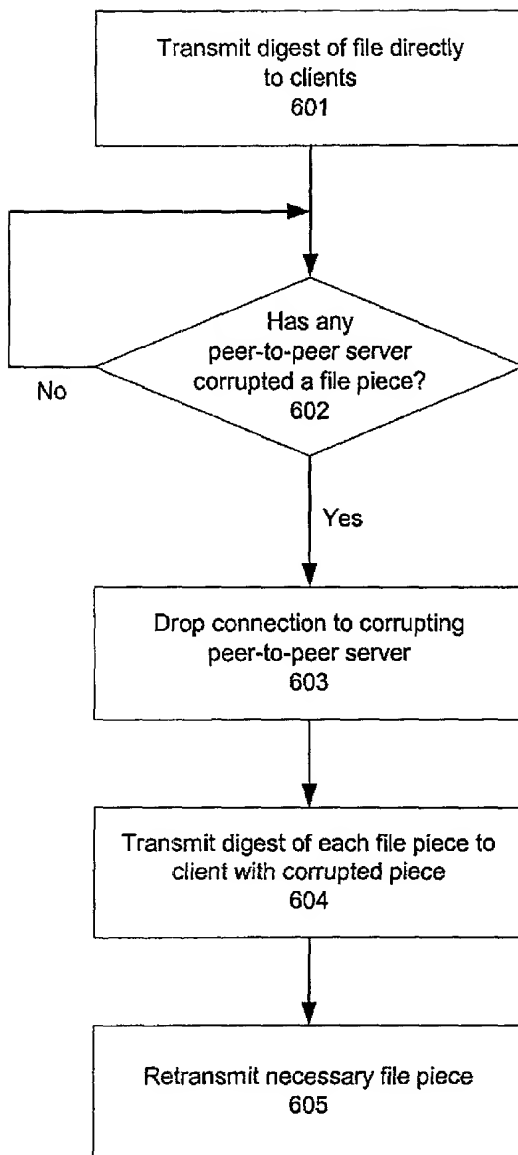 Transmit digest of file directly
to clients
601
Has any
peer-to-peer server
corrupted a file piece?
602
No
Yes
Drop connection to corrupting
peer-to-peer server
603
Transmit digest of each file piece to
client with corrupted piece
604
Retransmit necessary file piece
605